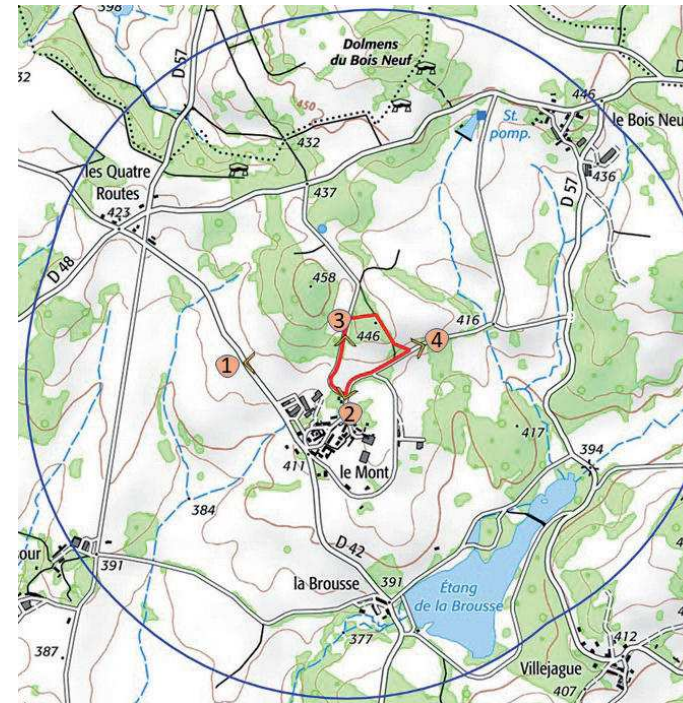 398
D 57
Dolmens
du Bois Neuf
450
432
446
St.
pomp.
le Bois Neu
436
D 57
437
les Quatre
Routes
423
D 48
458
3
446
4
416
1
2
411
le Mont
417
394
384
D 42
our
391
la Brousse
391
Étang
de la Brousse
377
387
Villejague
412
407